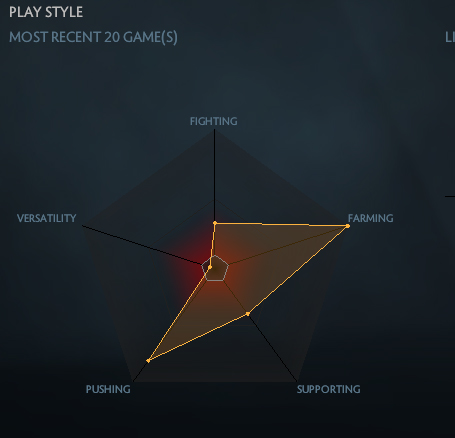 PLAY STYLE
MOST RECENT 20 GAME(S)
FIGHTING
VERSATILITY
FARMING
PUSHING
SUPPORTING